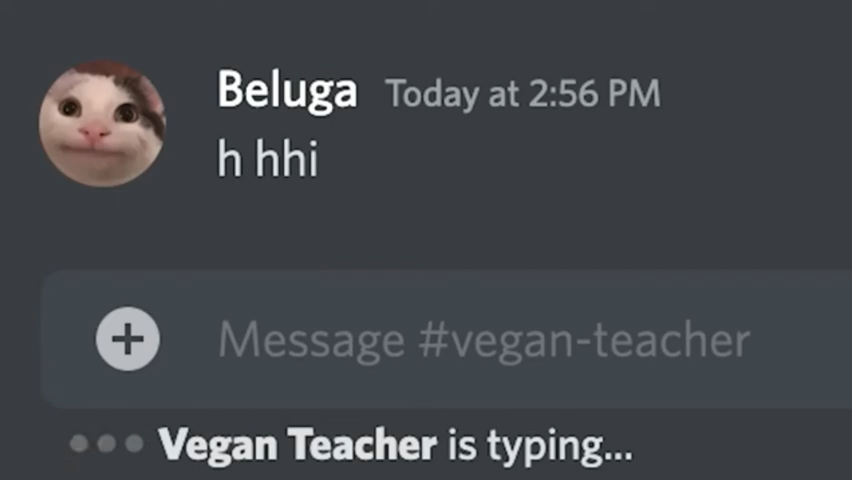 Beluga Today at 2:56 PM
h hhi
Message #vegan-teacher
Vegan Teacher is typing...